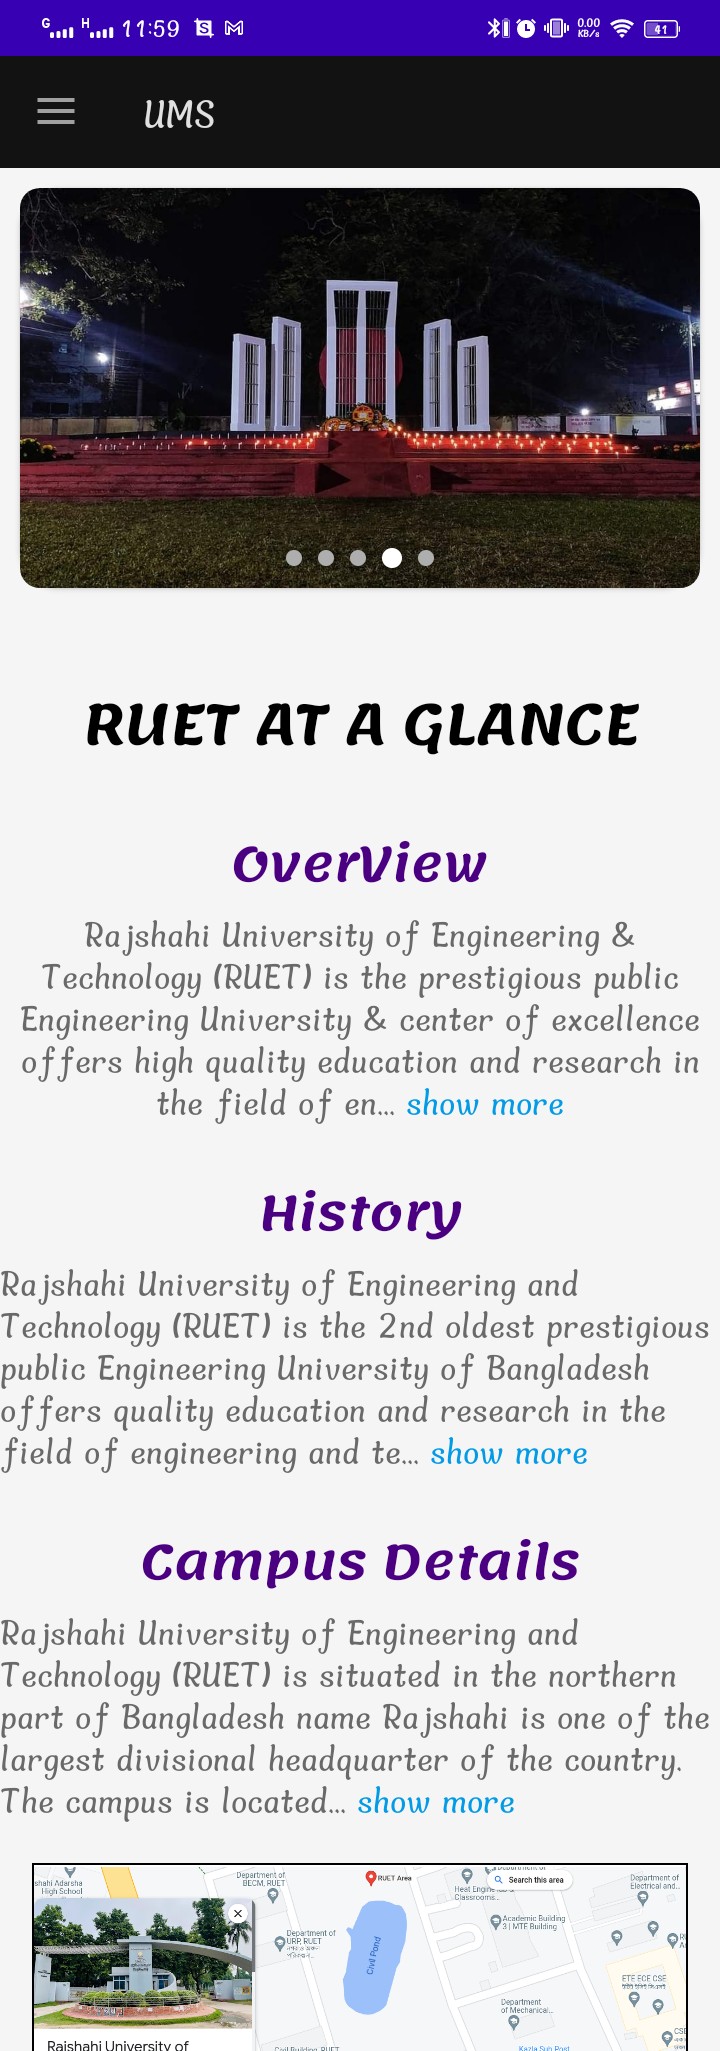 G H 11:59 S M 0.00 KB/s 41
UMS
RUET AT A GLANCE
OverView
Rajshahi University of Engineering &
Technology (RUET) is the prestigious public
Engineering University & center of excellence
offers high quality education and research in
the field of en... show more
History
Rajshahi University of Engineering and
Technology (RUET) is the 2nd oldest prestigious
public Engineering University of Bangladesh
offers quality education and research in the
field of engineering and te... show more
Campus Details
Rajshahi University of Engineering and
Technology (RUET) is situated in the northern
part of Bangladesh name Rajshahi is one of the
largest divisional headquarter of the country.
The campus is located... show more
shahi Adarsha
High School
Department of
BECM, RUET
RUET Area
Search this area
Classrooms...
Department of
Electrical and...
Academic Building
3 | MTE Building
Department of
URP, RUET
Civil Pond
ETE ECE CSE
Department
of Mechanical...
CSE
Rajshahi University of
Civil Building, RUET
Kazla Sub Post